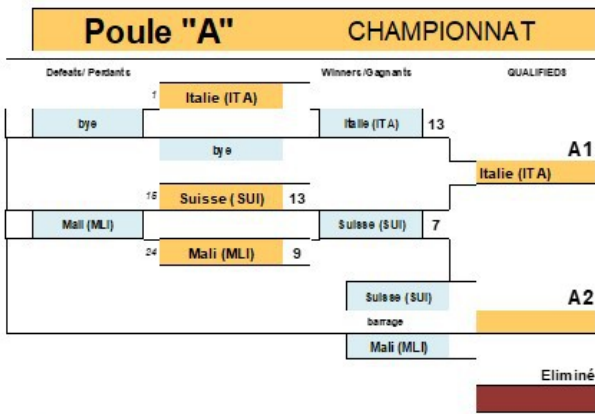 Poule "A" CHAMPIONNAT
Defeats/ Perdants Winners/Gagnants QUALIFIEDS
1 Italie (ITA)
bye Italie (ITA) 13
bye A1
Italie (ITA)
15 Suisse (SUI) 13
Mali (MLI) Suisse (SUI) 7
24 Mali (MLI) 9
Suisse (SUI) A2
barrage
Mali (MLI)
Eliminé